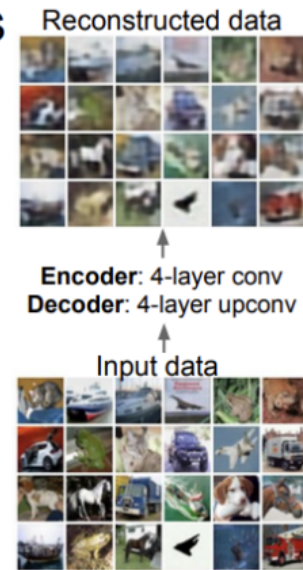 s
Reconstructed data
Encoder: 4-layer conv
Decoder: 4-layer upconv
Input data